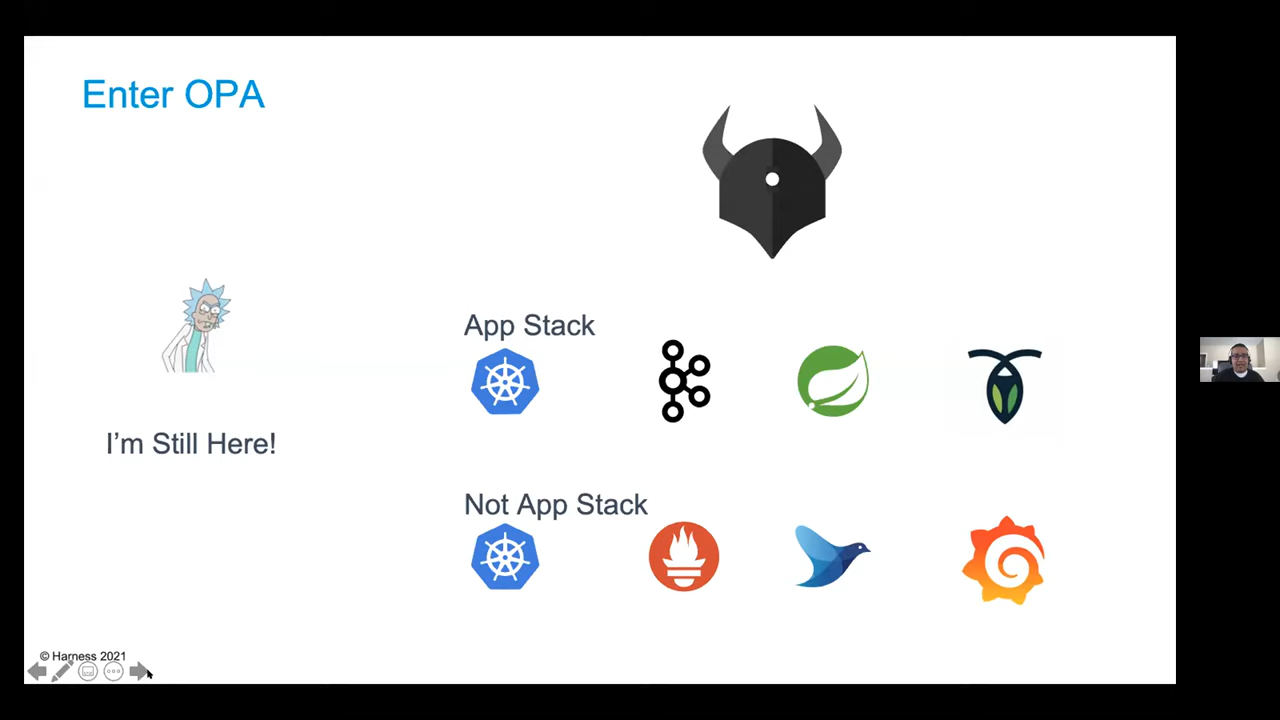 Enter OPA
App Stack
I'm Still Here!
Not App Stack
© Harness 2021